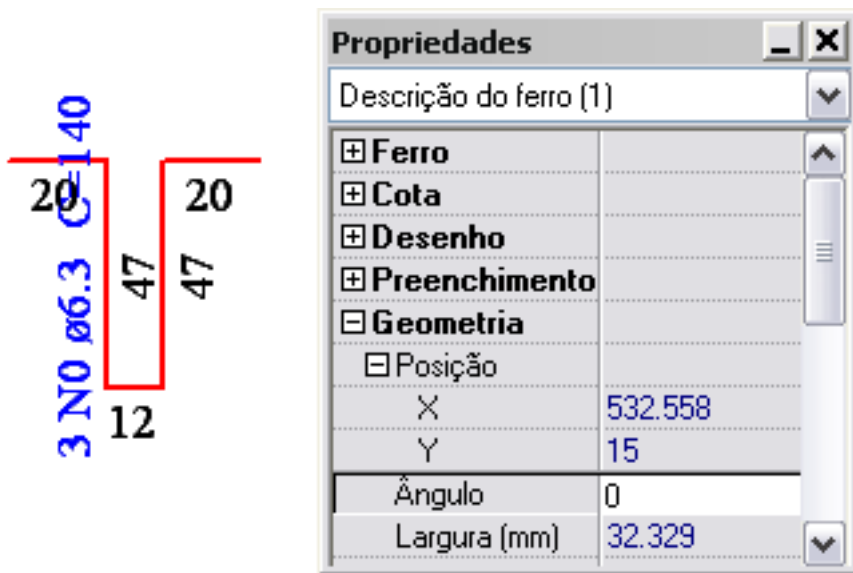 3 N0 ø6.3 C=140
20
20
47
47
12
Propriedades
Descrição do ferro (1)
Ferro
Cota
Desenho
Preenchimento
Geometria
Posição
X 532.558
Y 15
Ângulo 0
Largura (mm) 32.329